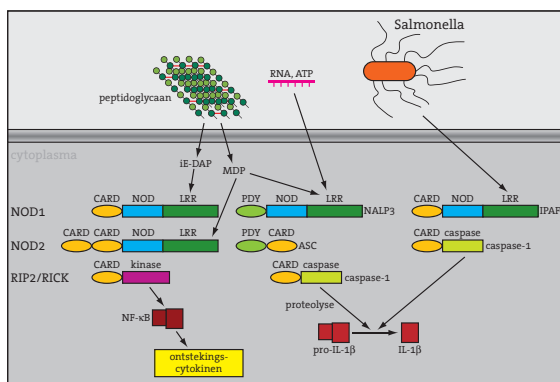 Salmonella
RNA, ATP
peptidoglycaan
cytoplasma
iE-DAP
MDP
CARD NOD LRR
PDY NOD LRR
CARD NOD LRR
NOD1
NALP3
IPAF
CARD CARD NOD LRR
PDY CARD
CARD caspase
NOD2
ASC
caspase-1
CARD kinase
CARD caspase
RIP2/RICK
caspase-1
proteolyse
NF-κB
pro-IL-1β
IL-1β
ontstekings-
cytokinen